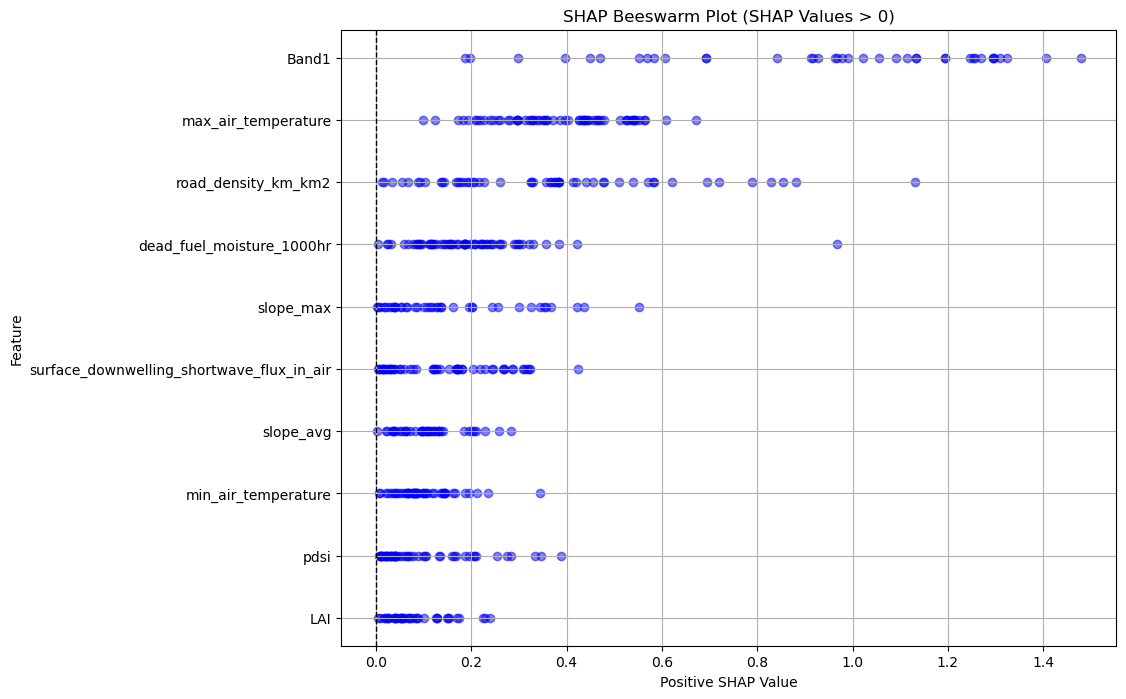 SHAP Beeswarm Plot (SHAP Values > 0)
Band1
max_air_temperature
road_density_km_km2
dead_fuel_moisture_1000hr
slope_max
surface_downwelling_shortwave_flux_in_air
slope_avg
min_air_temperature
pdsi
LAI
Feature
0.0 0.2 0.4 0.6 0.8 1.0 1.2 1.4
Positive SHAP Value